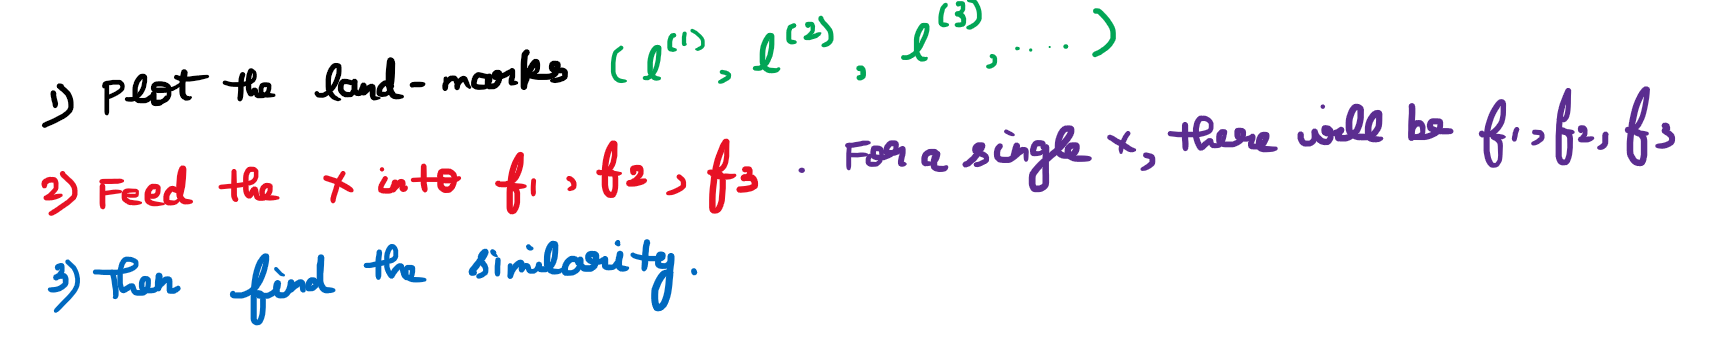 1) Plot the land-marks (l^(1), l^(2), l^(3), ....)
2) Feed the x into f1, f2, f3. For a single x, there will be f1, f2, f3
3) Then find the similarity.